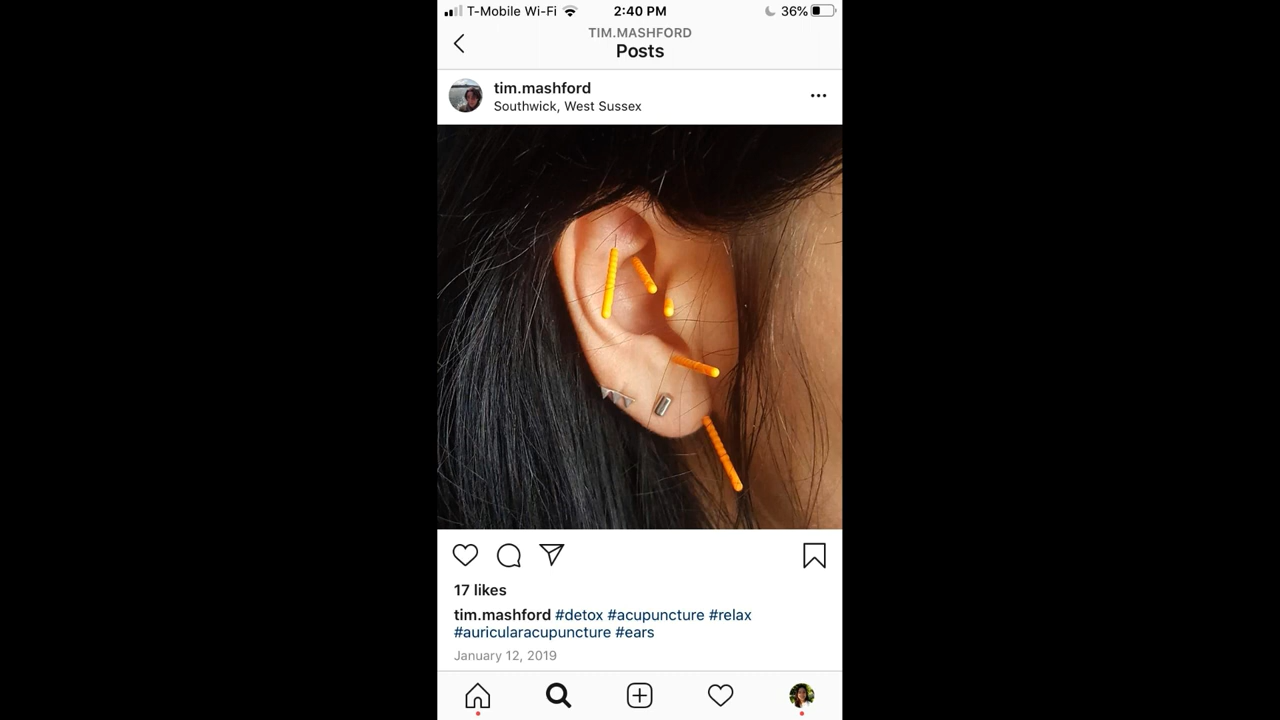 T-Mobile Wi-Fi 2:40 PM 36%
TIM.MASHFORD
Posts
tim.mashford
Southwick, West Sussex
17 likes
tim.mashford #detox #acupuncture #relax
#auricularacupuncture #ears
January 12, 2019